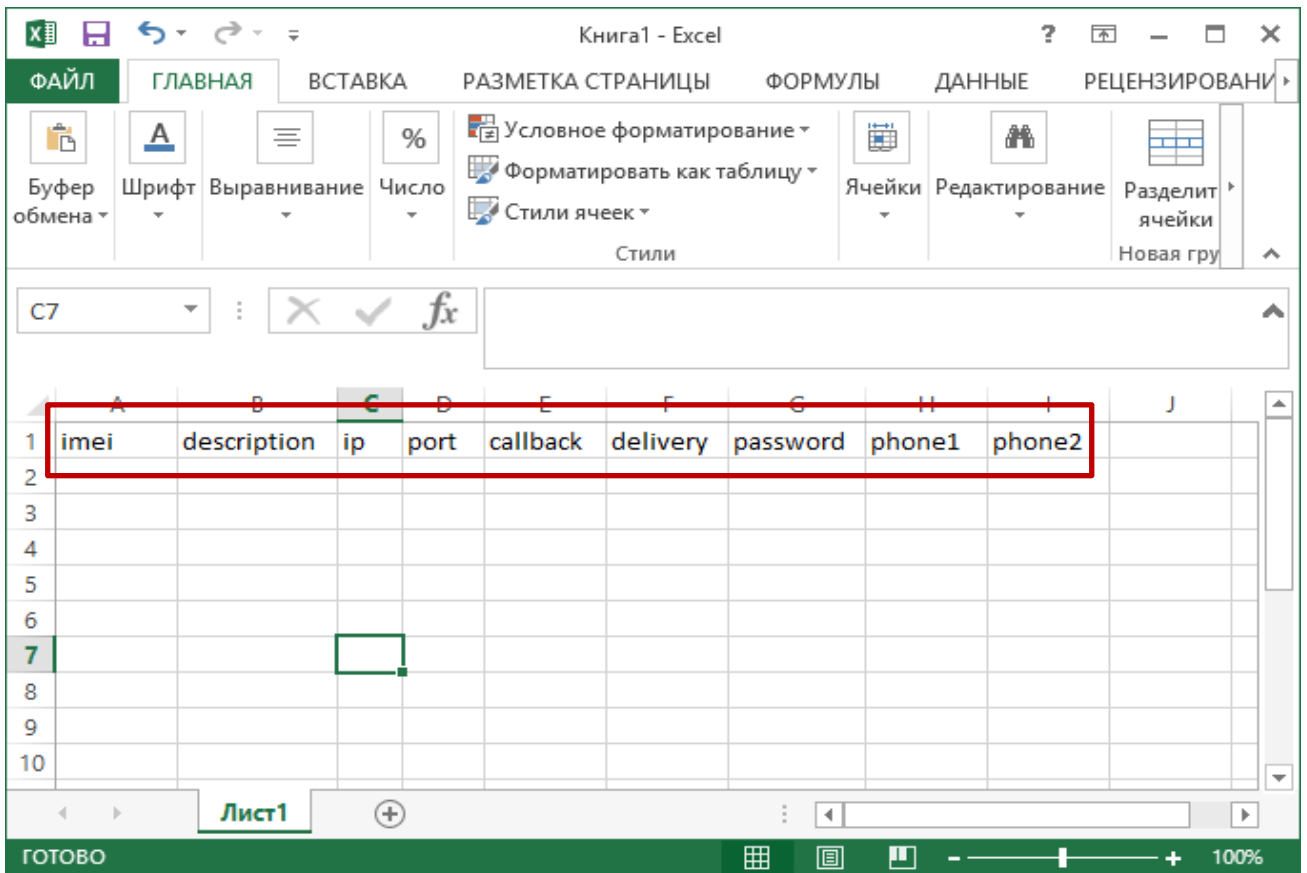 Книга1 - Excel ?
ФАЙЛ ГЛАВНАЯ ВСТАВКА РАЗМЕТКА СТРАНИЦЫ ФОРМУЛЫ ДАННЫЕ РЕЦЕНЗИРОВАНИ
Буфер обмена
Шрифт
Выравнивание
%
Число
Условное форматирование
Форматировать как таблицу
Стили ячеек
Стили
Ячейки
Редактирование
Разделит
ячейки
Новая гру
C7 fx
A B C D E F G H I J
1 imei description ip port callback delivery password phone1 phone2
2
3
4
5
6
7
8
9
10
Лист1
ГОТОВО 100%